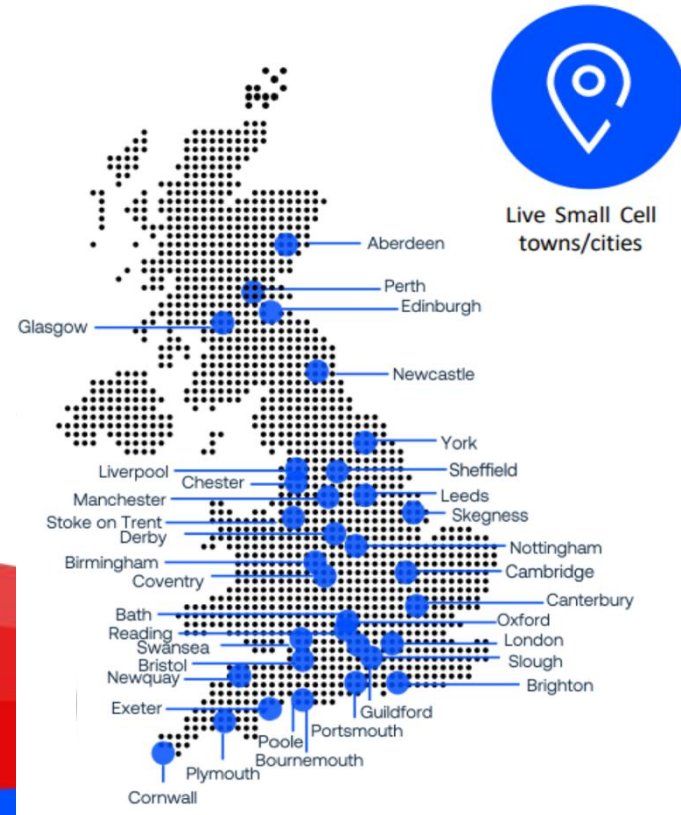 Live Small Cell
towns/cities
Aberdeen
Perth
Edinburgh
Glasgow
Newcastle
York
Liverpool
Sheffield
Chester
Manchester
Leeds
Skegness
Stoke on Trent
Derby
Nottingham
Birmingham
Cambridge
Coventry
Canterbury
Bath
Oxford
Reading
London
Swansea
Slough
Bristol
Newquay
Brighton
Exeter
Guildford
Portsmouth
Poole
Bournemouth
Plymouth
Cornwall